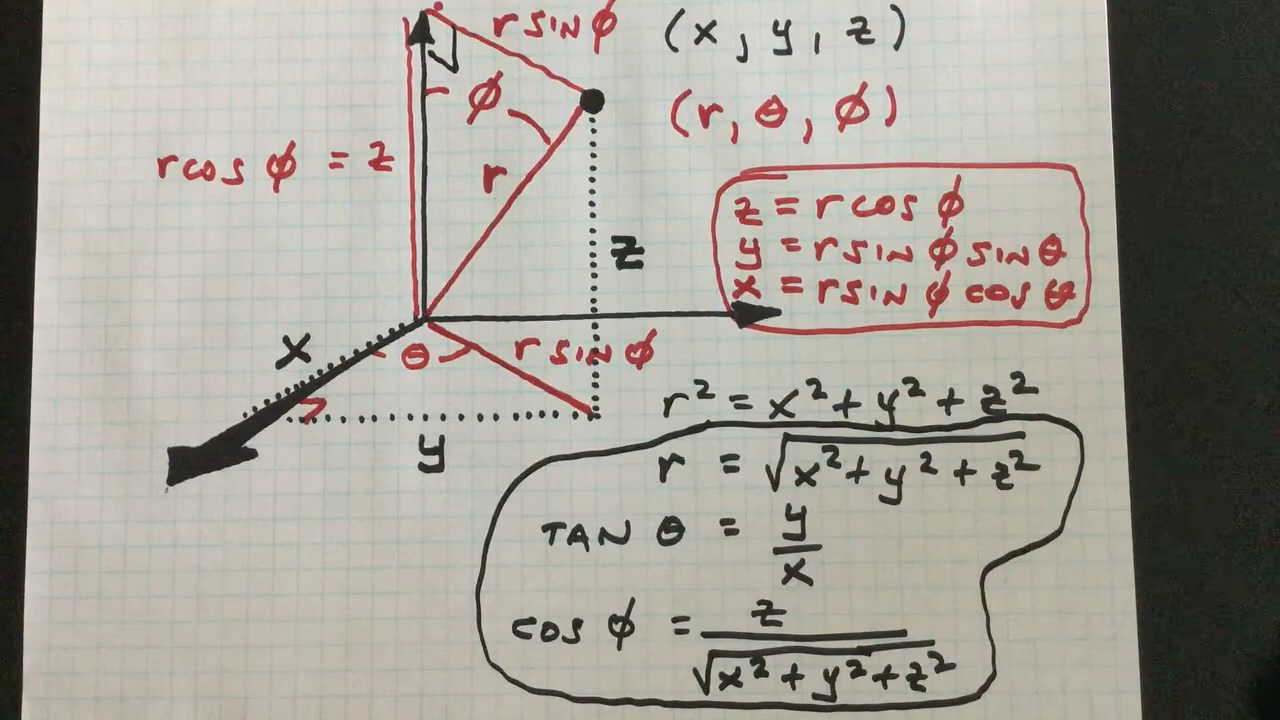 r sin ϕ
(x, y, z)
ϕ
(r, θ, ϕ)
r cos ϕ = z
r
z = r cos ϕ
y = r sin ϕ sin θ
x = r sin ϕ cos θ
z
x
θ
r sin ϕ
y
r² = x² + y² + z²
r = √x² + y² + z²
TAN θ = y/x
cos ϕ = z/√x² + y² + z²